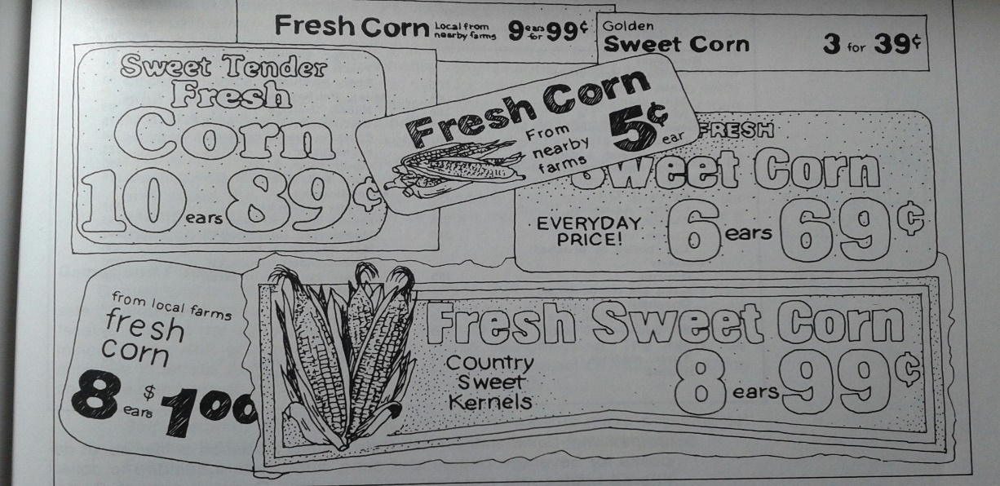 Fresh Corn Local from nearby farms 9 ears for 99¢
Golden
Sweet Corn 3 for 39¢
Sweet Tender
Fresh
Corn
10 ears 89¢
Fresh Corn
From
nearby
farms
5¢ ear
FRESH
Sweet Corn
EVERYDAY
PRICE!
6 ears 69¢
from local farms
fresh
corn
8 ears $1.00
Fresh Sweet Corn
Country
Sweet
Kernels
8 ears 99¢